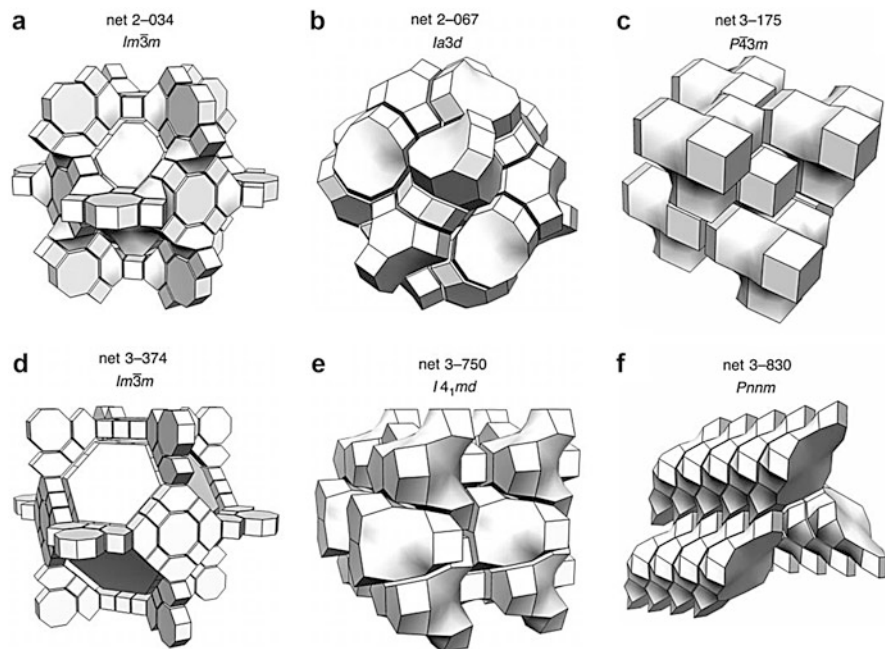 a
net 2–034
Im3̅m
b
net 2–067
Ia3d
c
net 3–175
P4̅3m
d
net 3–374
Im3̅m
e
net 3–750
I4₁md
f
net 3–830
Pnnm